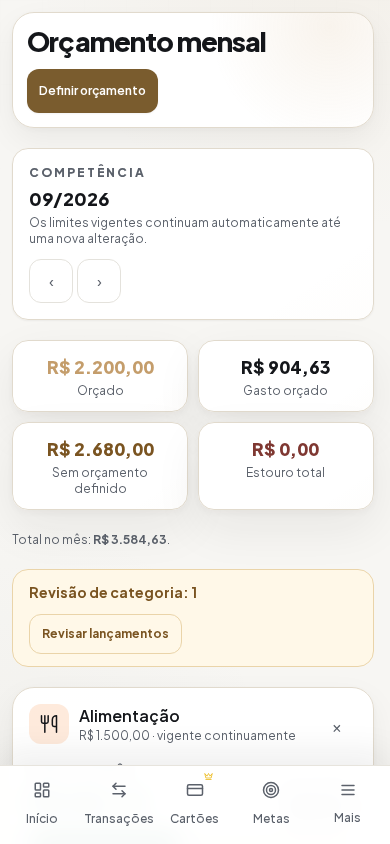 Orçamento mensal
Definir orçamento
COMPETÊNCIA
09/2026
Os limites vigentes continuam automaticamente até
uma nova alteração.
‹ ›
R$ 2.200,00
Orçado
R$ 904,63
Gasto orçado
R$ 2.680,00
Sem orçamento
definido
R$ 0,00
Estouro total
Total no mês: R$ 3.584,63.
Revisão de categoria: 1
Revisar lançamentos
Alimentação
R$ 1.500,00 · vigente continuamente
×
Início
Transações
Cartões
Metas
Mais